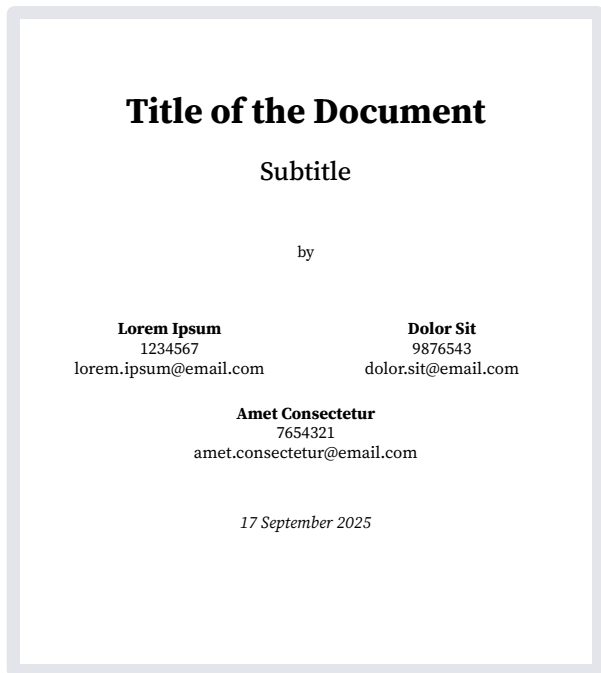 Title of the Document
Subtitle
by
Lorem Ipsum
1234567
lorem.ipsum@email.com
Dolor Sit
9876543
dolor.sit@email.com
Amet Consectetur
7654321
amet.consectetur@email.com
17 September 2025